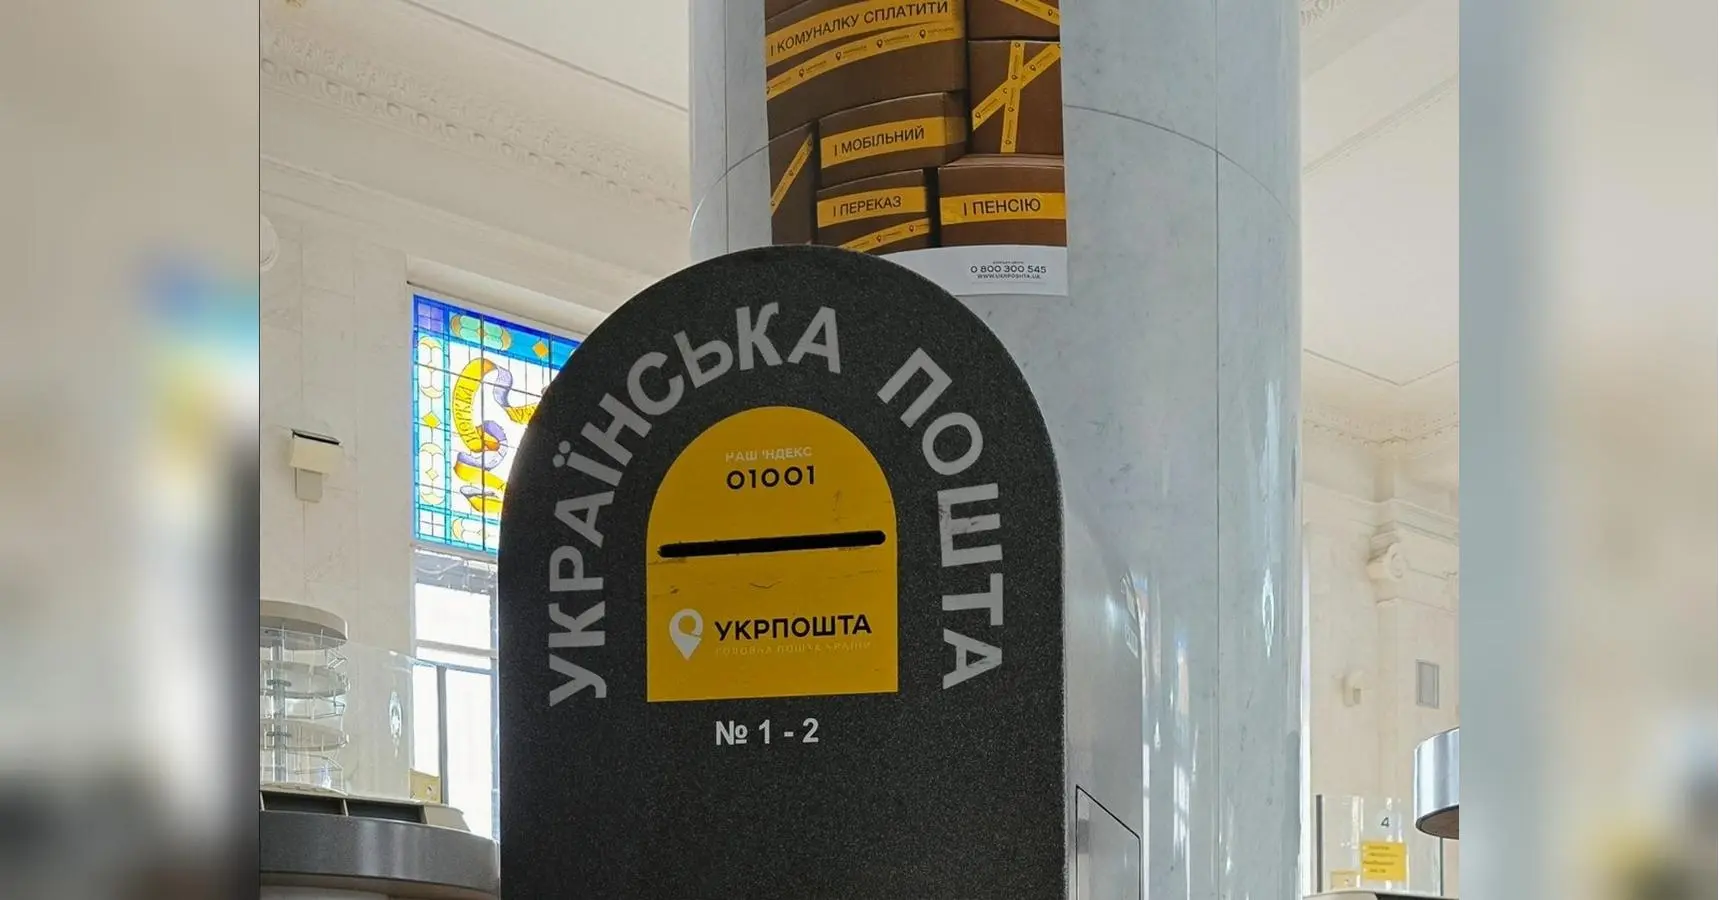 І КОМУНАЛКУ СПЛАТИТИ
І МОБІЛЬНИЙ
І ПЕРЕКАЗ
І ПЕНСІЮ
0 800 300 545
WWW.UKRPOSHTA.UA
УКРАЇНСЬКА ПОШТА
НАШ ІНДЕКС
01001
УКРПОШТА
№ 1 - 2
4